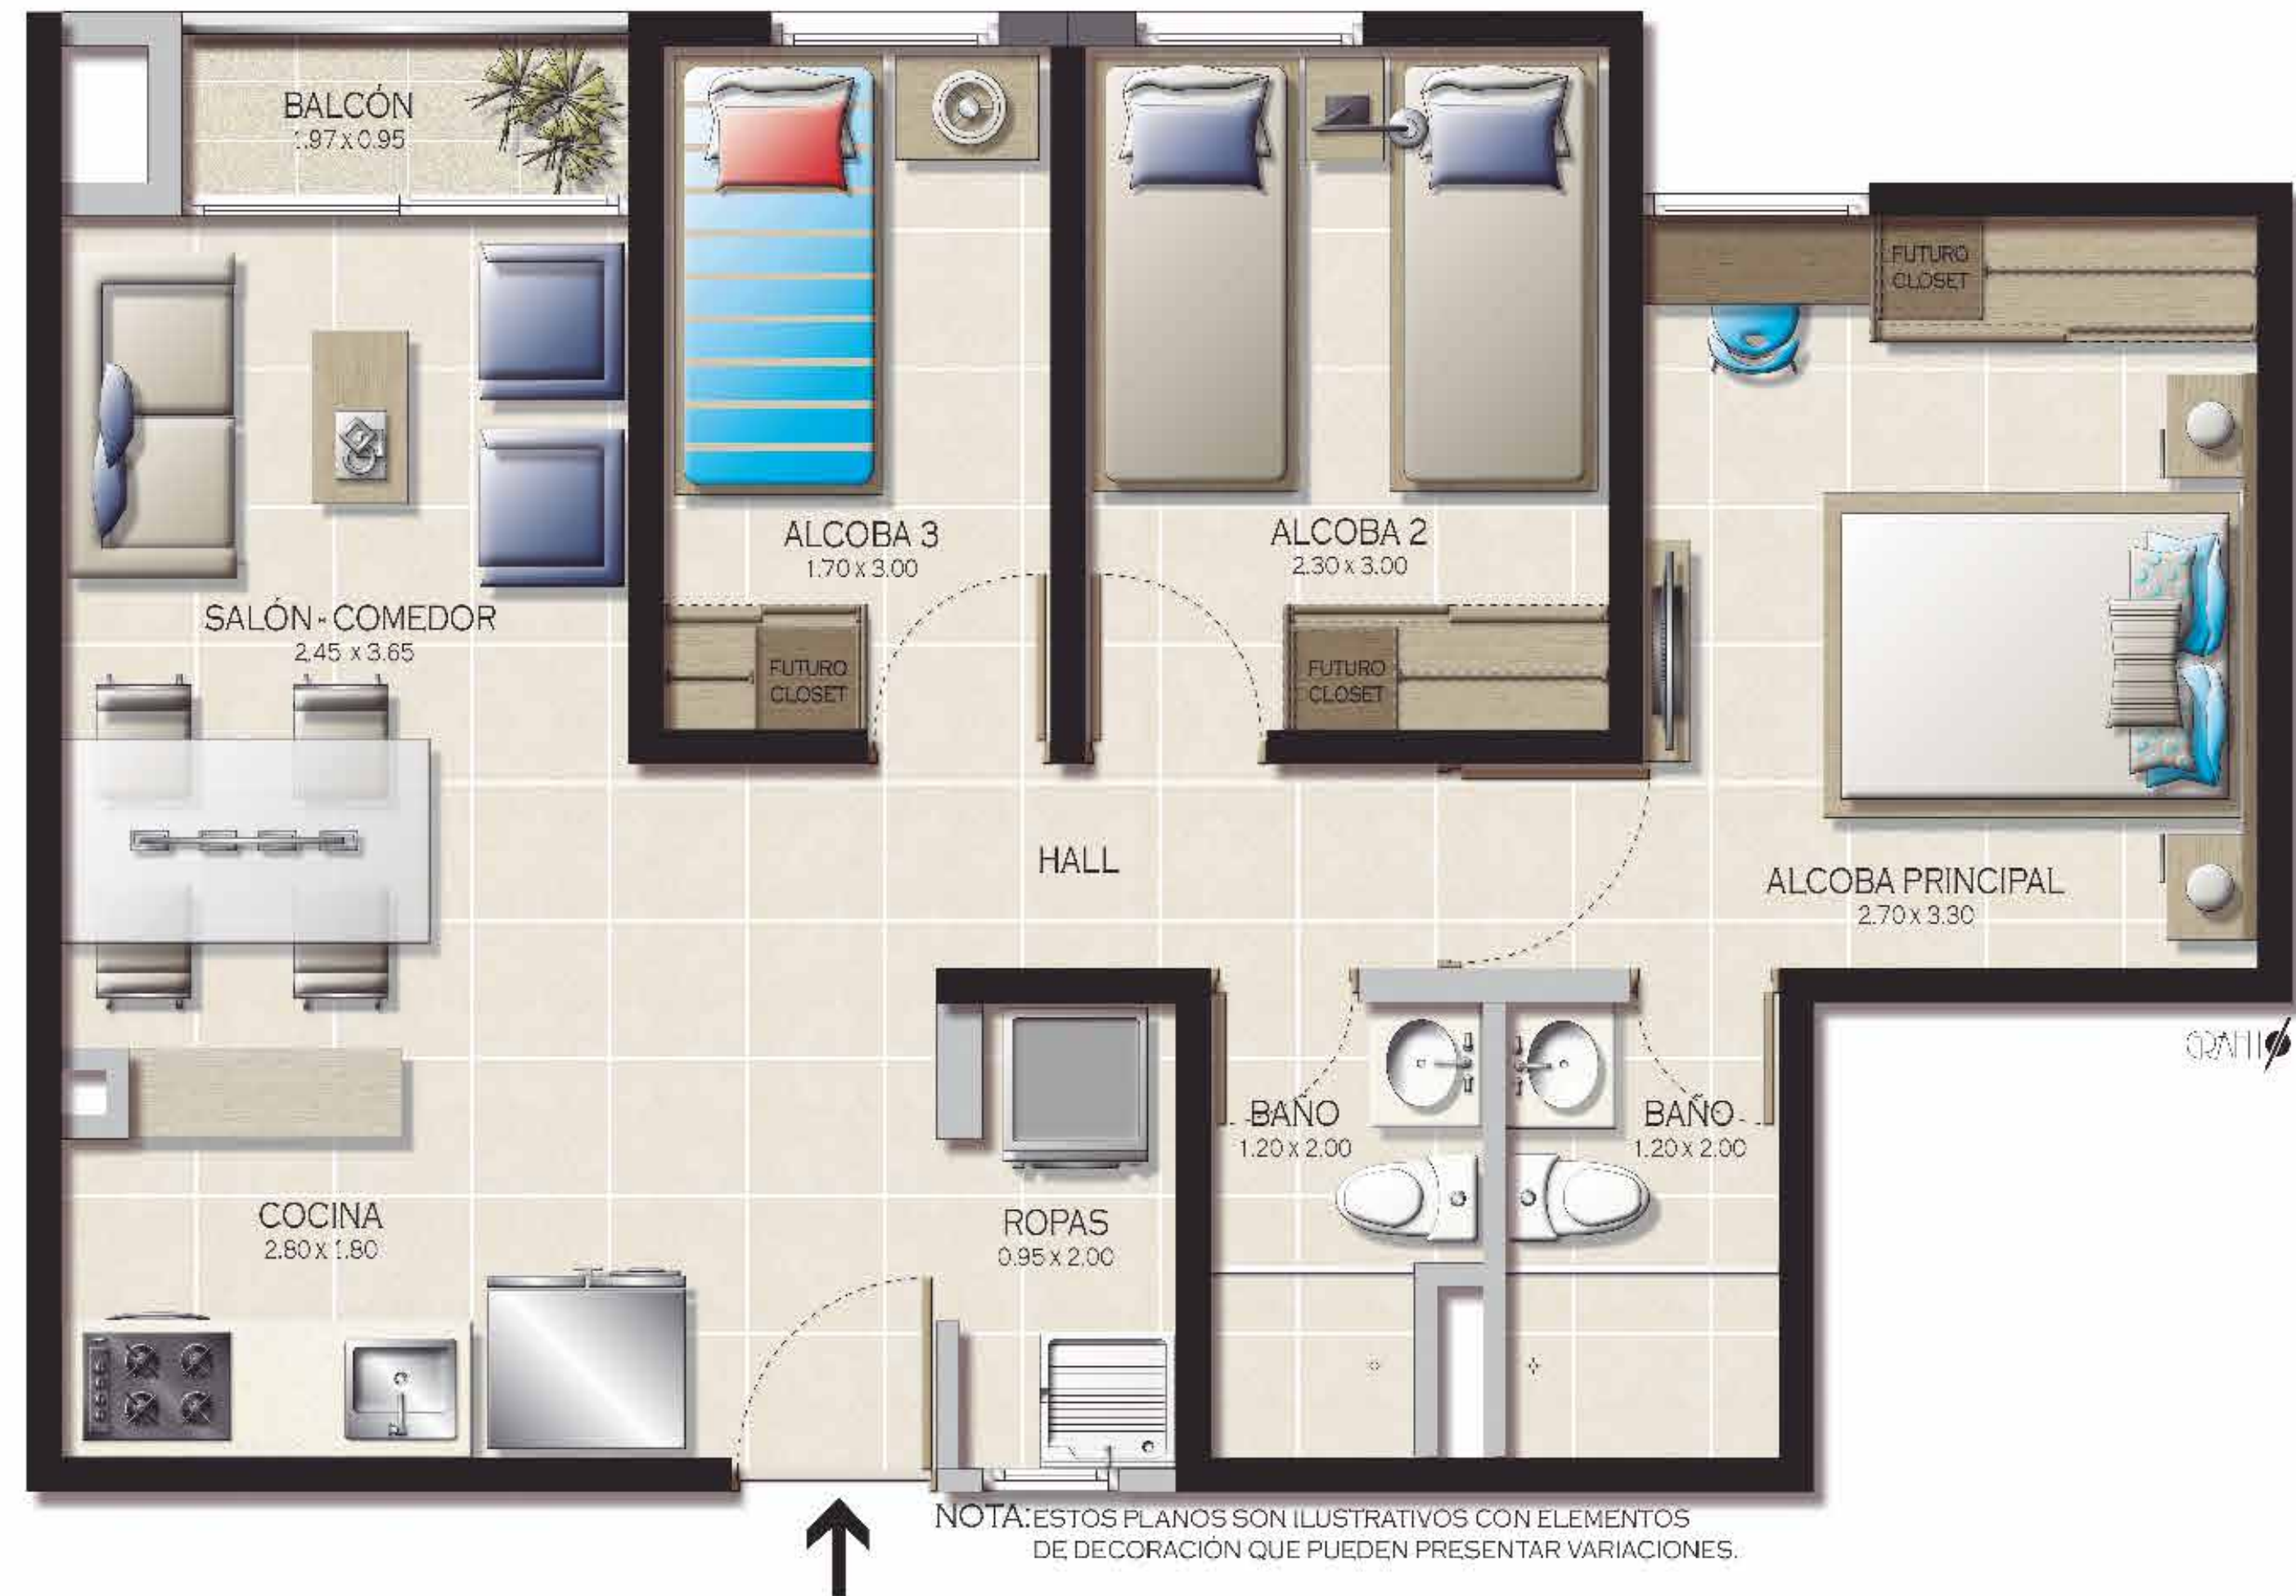 BALCÓN
1.97 X 0.95
ALCOBA 3
1.70 X 3.00
ALCOBA 2
2.30 X 3.00
FUTURO
CLOSET
SALÓN - COMEDOR
2.45 X 3.65
FUTURO
CLOSET
FUTURO
CLOSET
HALL
ALCOBA PRINCIPAL
2.70 X 3.30
BAÑO
1.20 X 2.00
BAÑO
1.20 X 2.00
COCINA
2.80 X 1.80
ROPAS
0.95 X 2.00
NOTA: ESTOS PLANOS SON ILUSTRATIVOS CON ELEMENTOS
DE DECORACIÓN QUE PUEDEN PRESENTAR VARIACIONES.